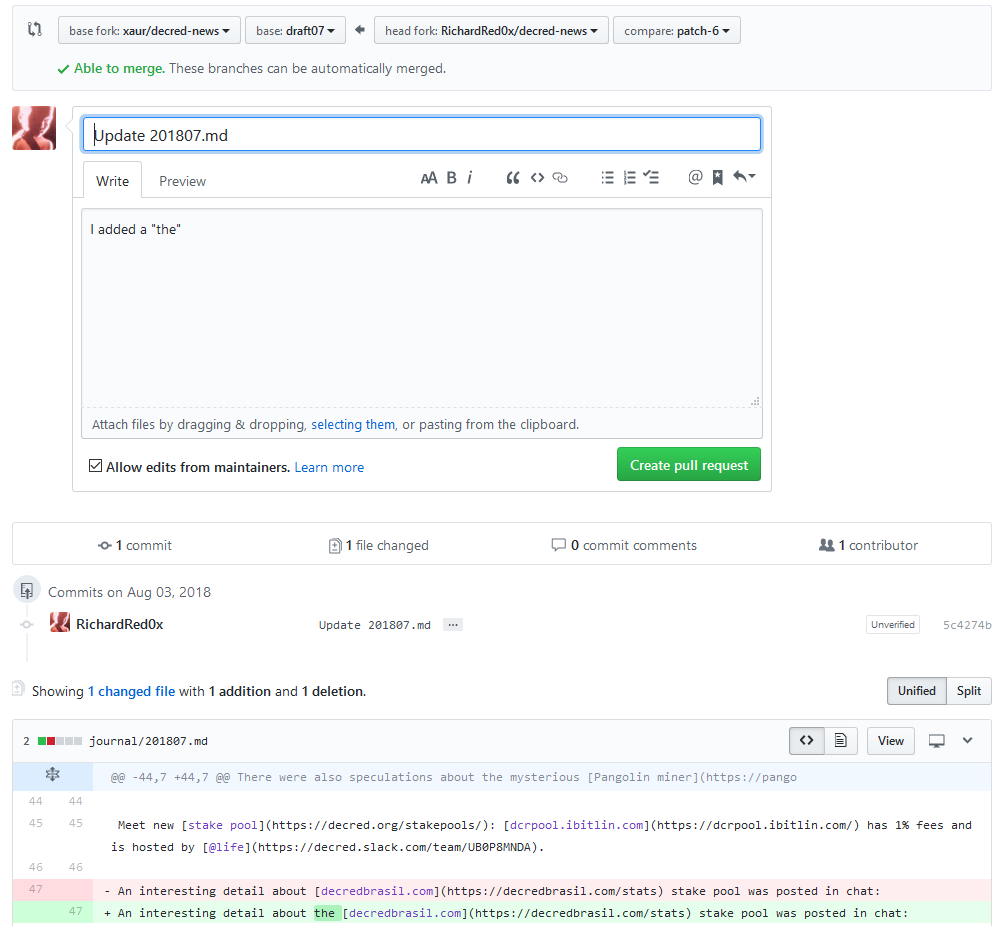 base fork: xaur/decred-news base: draft07 head fork: RichardRed0x/decred-news compare: patch-6
Able to merge. These branches can be automatically merged.
Update 201807.md
Write Preview AA B i
I added a "the"
Attach files by dragging & dropping, selecting them, or pasting from the clipboard.
Allow edits from maintainers. Learn more Create pull request
1 commit 1 file changed 0 commit comments 1 contributor
Commits on Aug 03, 2018
RichardRed0x Update 201807.md ... Unverified 5c4274b
Showing 1 changed file with 1 addition and 1 deletion. Unified Split
2 journal/201807.md View
@@ -44,7 +44,7 @@ There were also speculations about the mysterious [Pangolin miner](https://pango
44 44
45 45 Meet new [stake pool](https://decred.org/stakepools/): [dcrpool.ibitlin.com](https://dcrpool.ibitlin.com/) has 1% fees and
is hosted by [@life](https://decred.slack.com/team/UB0P8MNDA).
46 46
47 - An interesting detail about [decredbrasil.com](https://decredbrasil.com/stats) stake pool was posted in chat:
47 + An interesting detail about the [decredbrasil.com](https://decredbrasil.com/stats) stake pool was posted in chat: